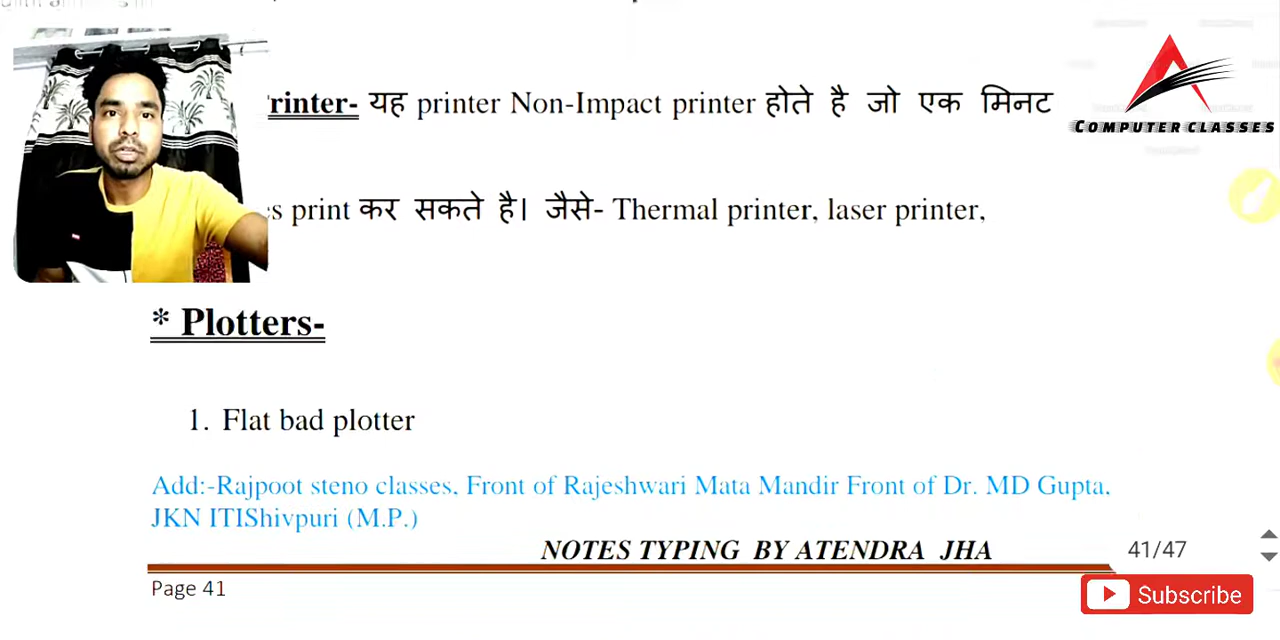 rinter- यह printer Non-Impact printer होते है जो एक मिनट
COMPUTER CLASSES
s print कर सकते है। जैसे- Thermal printer, laser printer,
* Plotters-
1. Flat bad plotter
Add:-Rajpoot steno classes, Front of Rajeshwari Mata Mandir Front of Dr. MD Gupta,
JKN ITIShivpuri (M.P.)
NOTES TYPING BY ATENDRA JHA
41/47
Page 41
Subscribe